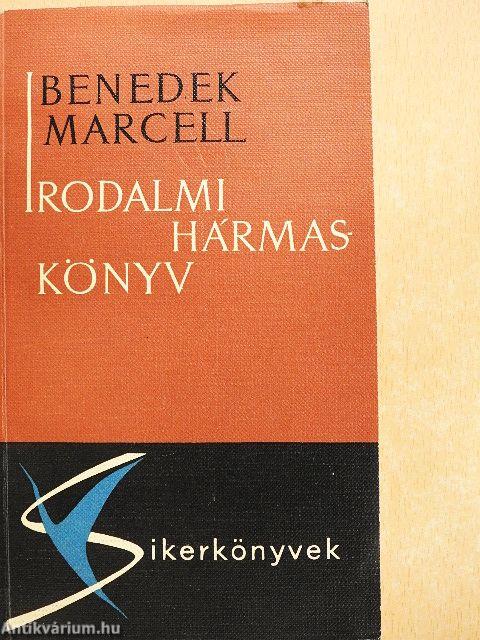 BENEDEK
MARCELL
IRODALMI
HÁRMAS-
KÖNYV
Sikerkönyvek
Antikvárium.hu